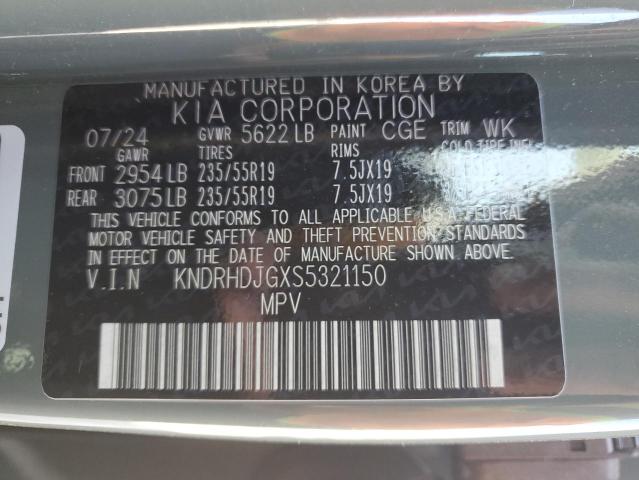 MANUFACTURED IN KOREA BY
KIA CORPORATION
07/24 GVWR 5622 LB PAINT CGE TRIM WK
GAWR TIRES RIMS COLD TIRE INFL
FRONT 2954 LB 235/55R19 7.5JX19
REAR 3075 LB 235/55R19 7.5JX19
THIS VEHICLE CONFORMS TO ALL APPLICABLE U.S.A FEDERAL
MOTOR VEHICLE SAFETY AND THEFT PREVENTION STANDARDS
IN EFFECT ON THE DATE OF MANUFACTURE SHOWN ABOVE.
V.I.N KNDRHDJGXS5321150
MPV